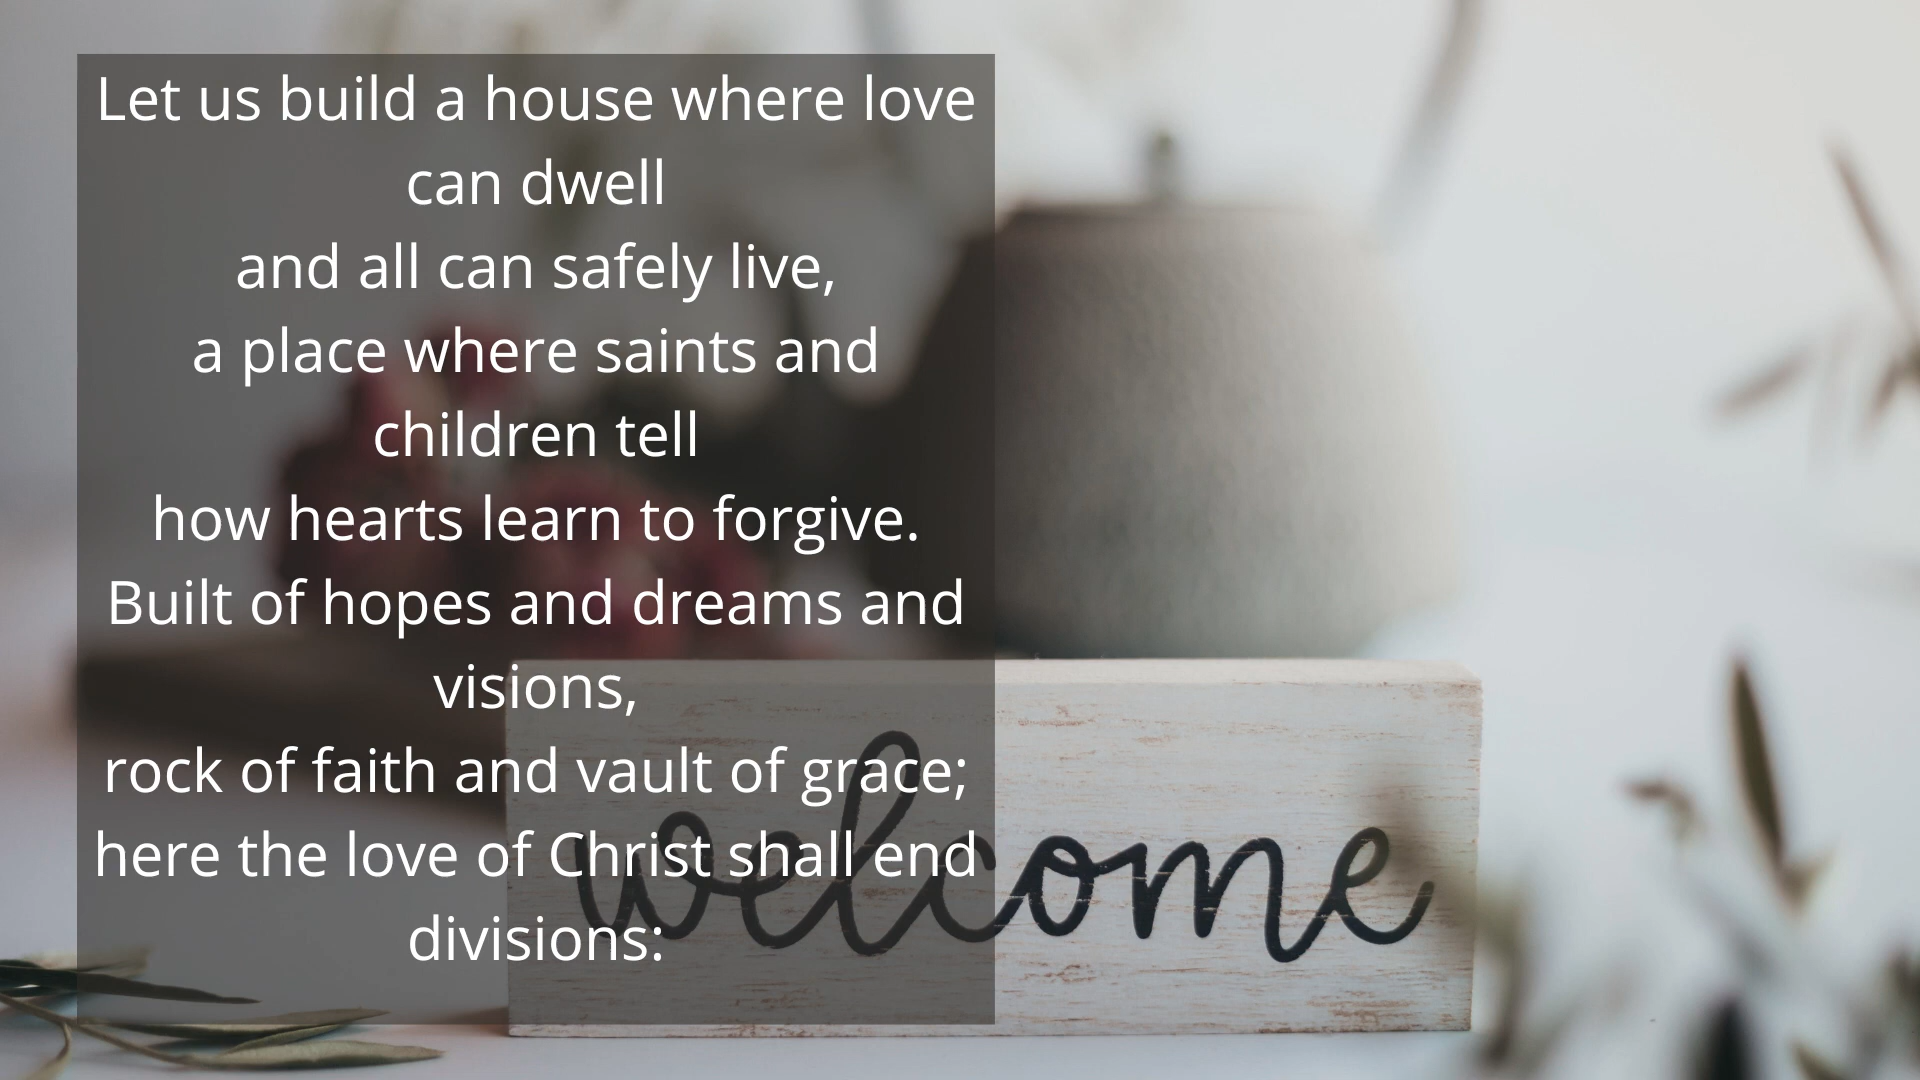 Let us build a house where love
can dwell
and all can safely live,
a place where saints and
children tell
how hearts learn to forgive.
Built of hopes and dreams and
visions,
rock of faith and vault of grace;
here the love of Christ shall end
divisions:
welcome